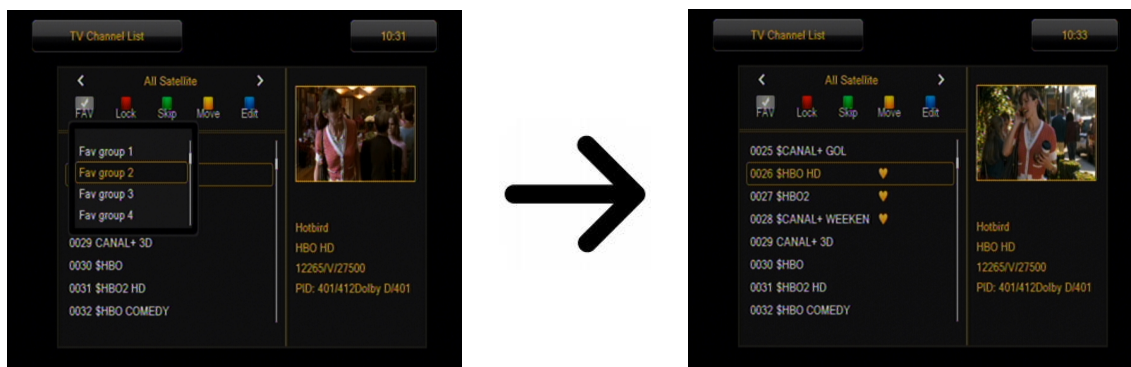 TV Channel List
10:31
All Satellite
FAV Lock Skip Move Edit
Fav group 1
Fav group 2
Fav group 3
Fav group 4
0029 CANAL+ 3D
0030 $HBO
0031 $HBO2 HD
0032 $HBO COMEDY
Hotbird
HBO HD
12265/V/27500
PID: 401/412Dolby D/401
TV Channel List
10:33
All Satellite
FAV Lock Skip Move Edit
0025 $CANAL+ GOL
0026 $HBO HD
0027 $HBO2
0028 $CANAL+ WEEKEN
0029 CANAL+ 3D
0030 $HBO
0031 $HBO2 HD
0032 $HBO COMEDY
Hotbird
HBO HD
12265/V/27500
PID: 401/412Dolby D/401